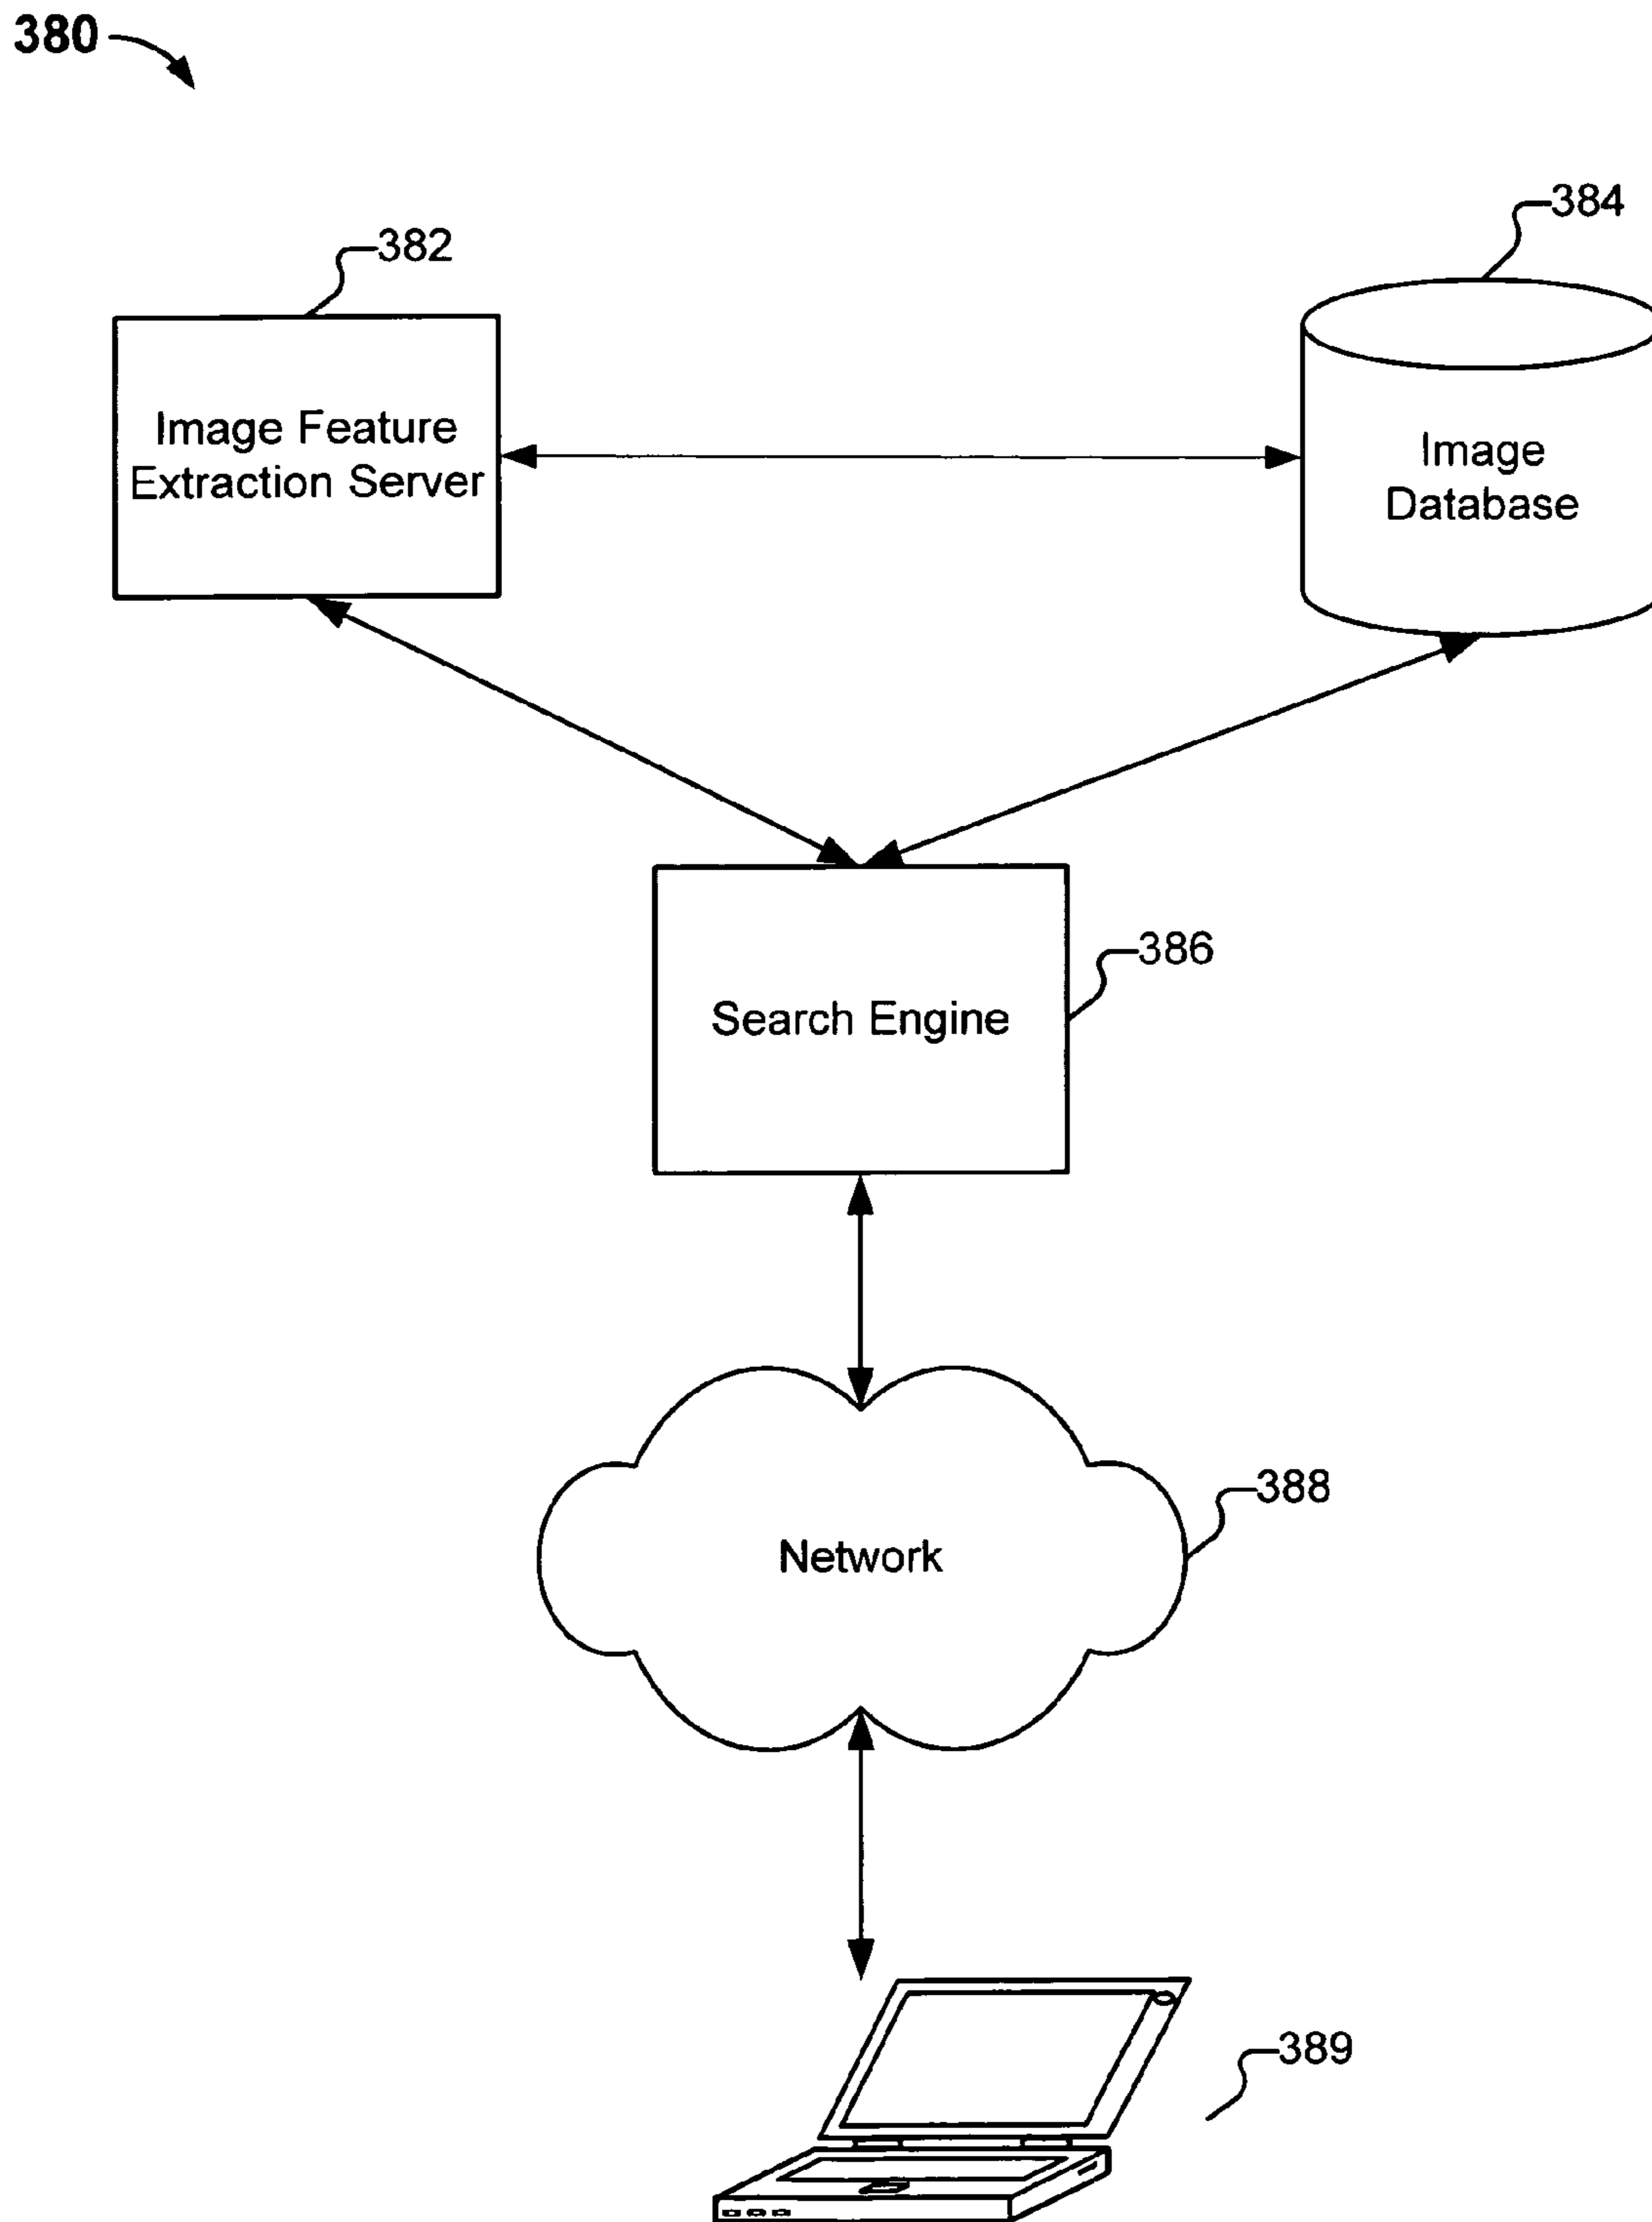 380
384
382
Image Feature
Extraction Server
Image
Database
386
Search Engine
388
Network
389